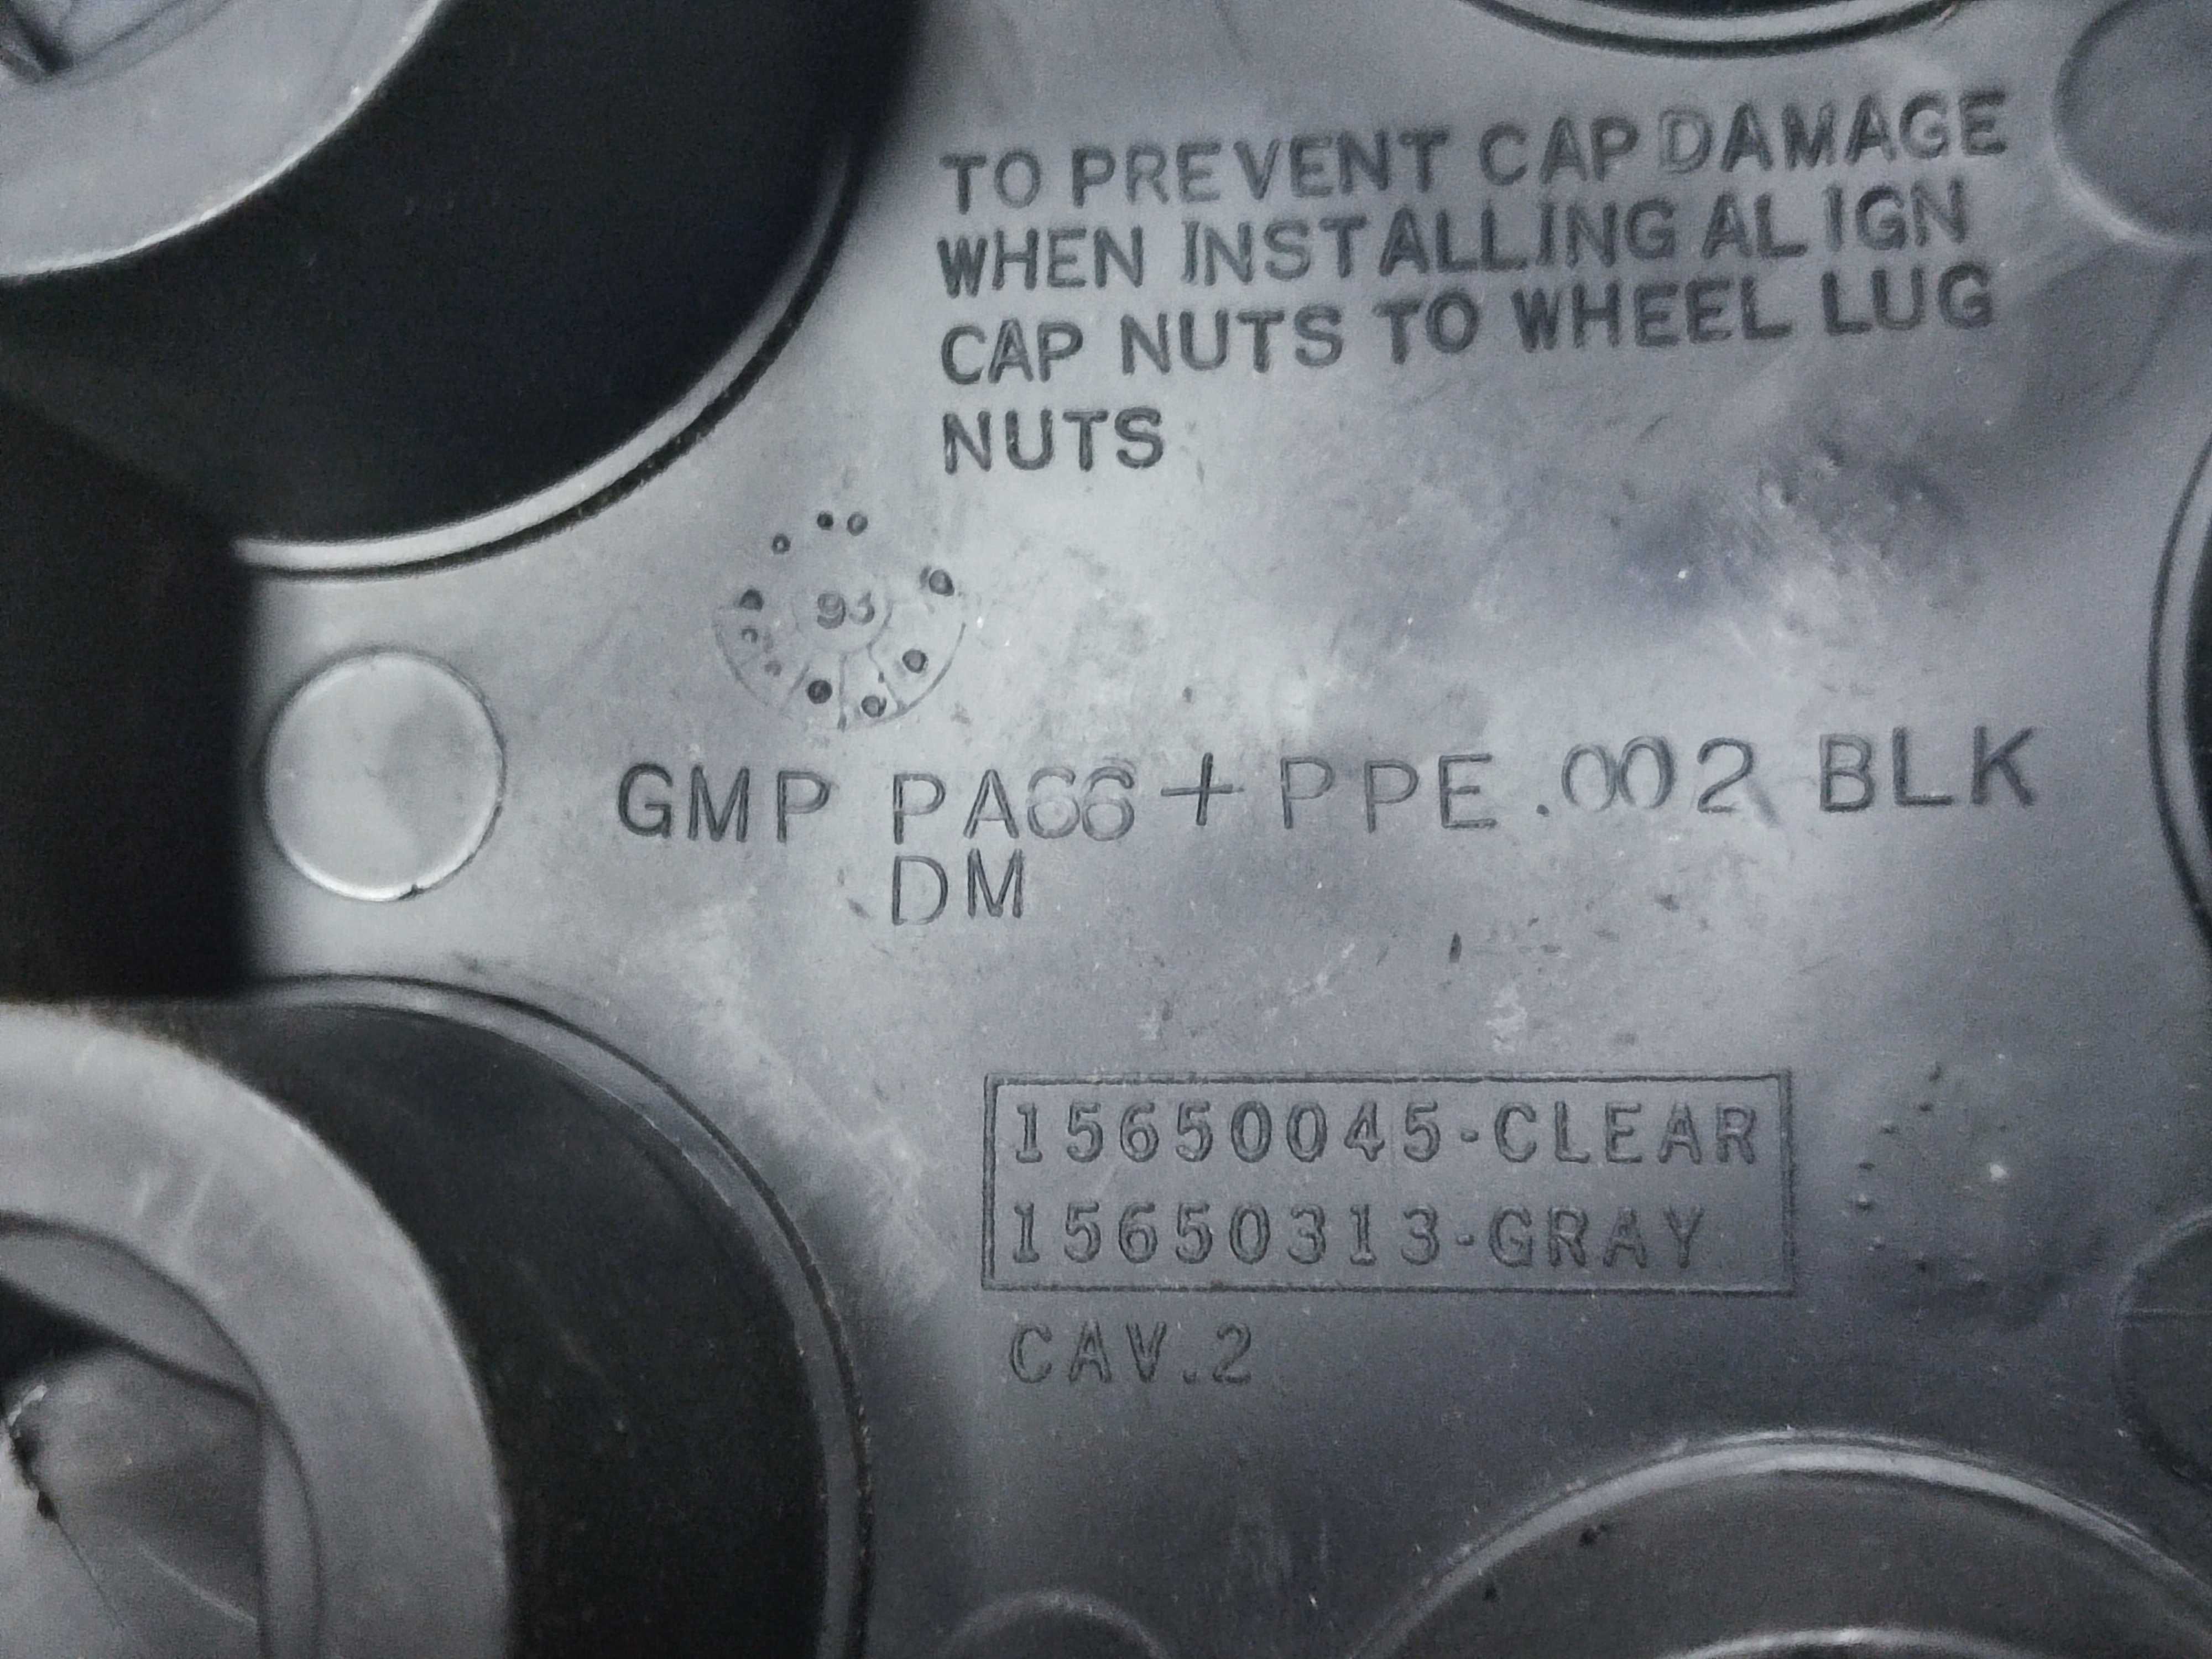 TO PREVENT CAP DAMAGE
WHEN INSTALLING ALIGN
CAP NUTS TO WHEEL LUG
NUTS
GMP PA66+PPE .002 BLK
DM
15650045-CLEAR
15650313-GRAY
CAV.2